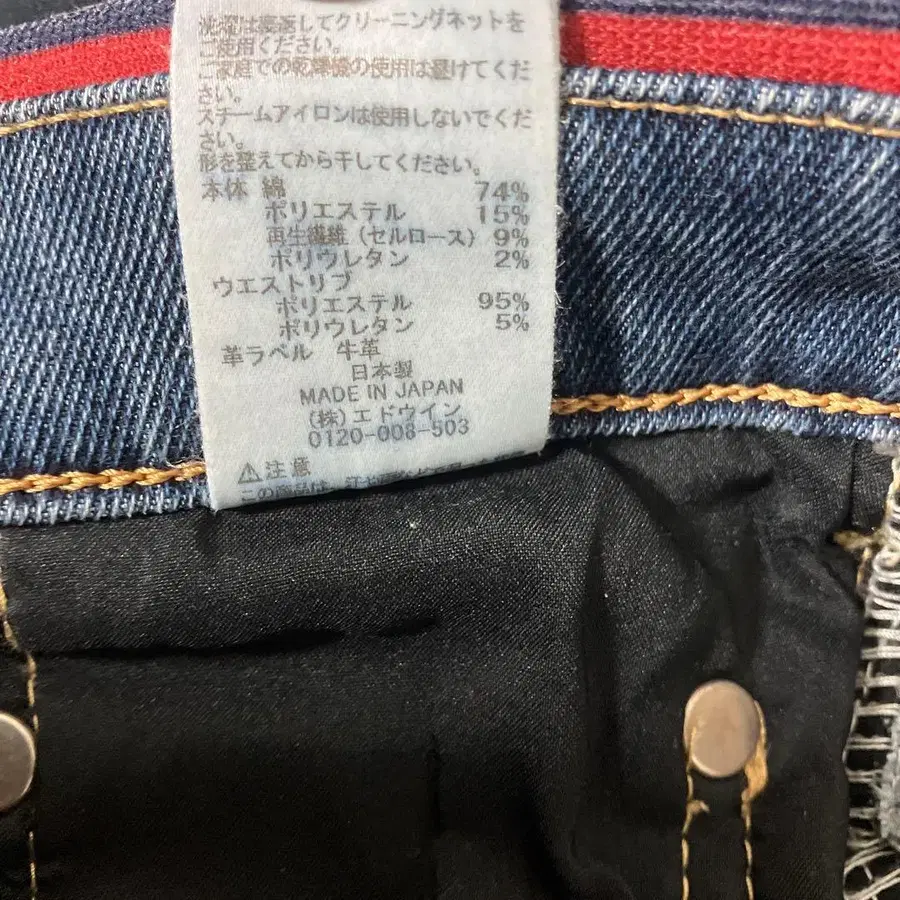 洗濯は裏返してクリーニングネットを
ご使用ください。
ご家庭での乾燥機の使用は避けてくだ
さい。
スチームアイロンは使用しないでくだ
さい。
形を整えてから干してください。
本体 綿 74%
ポリエステル 15%
再生繊維（セルロース） 9%
ポリウレタン 2%
ウエストリブ
ポリエステル 95%
ポリウレタン 5%
革ラベル 牛革
日本製
MADE IN JAPAN
(株)エドウイン
0120-008-503
⚠注意
この商品は、